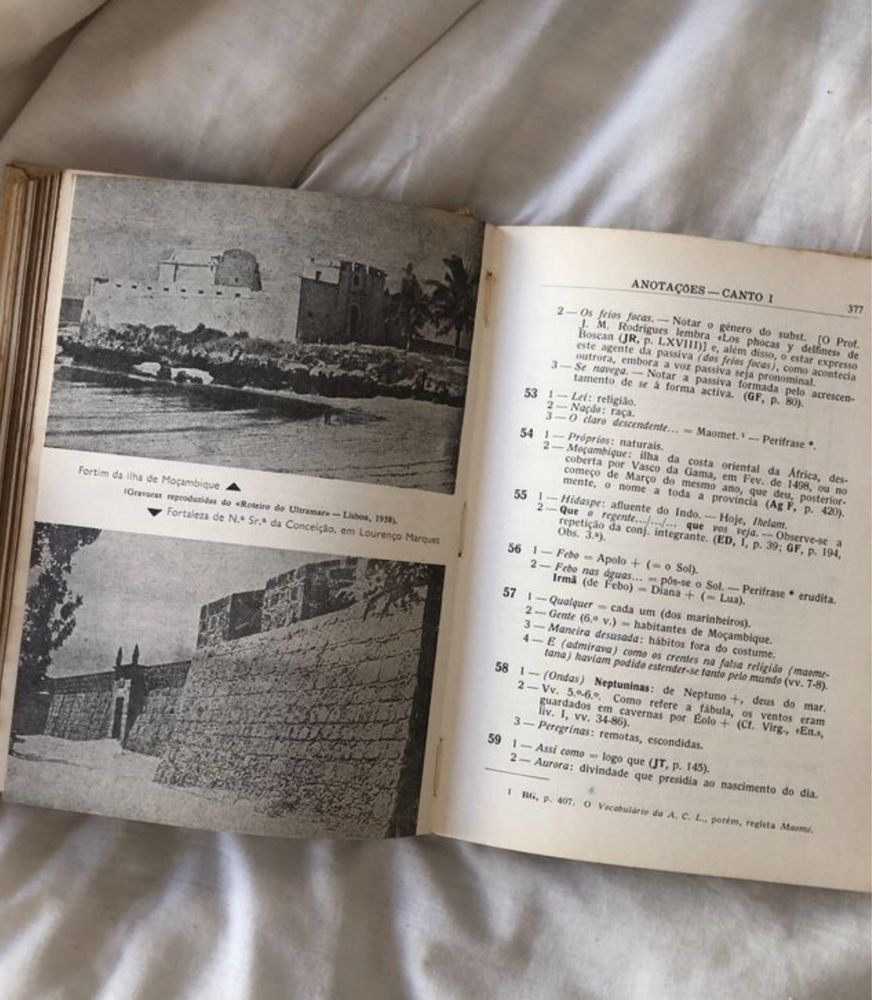 Fortim da ilha de Moçambique ▲
(Gravuras reproduzidas do «Roteiro do Ultramar» — Lisboa, 1958).
▼ Fortaleza de N.ª Sr.ª da Conceição, em Lourenço Marques
ANOTAÇÕES — CANTO I
377
2 — Os feios focas. — Notar o género do subst. [O Prof.
J. M. Rodrigues lembra «Los phocas y delfines» de
Boscan (JR, p. LXVIII)] e, além disso, o estar expresso
este agente da passiva (dos feios focas), como acontecia
outrora, embora a voz passiva seja pronominal.
3 — Se navega. — Notar a passiva formada pelo acrescen-
tamento de se à forma activa. (GF, p. 80).
53 1 — Lei: religião.
2 — Nação: raça.
3 — O claro descendente... = Maomet. ¹ — Perífrase *.
54 1 — Próprios: naturais.
2 — Moçambique: ilha da costa oriental da África, des-
coberta por Vasco da Gama, em Fev. de 1498, ou no
começo de Março do mesmo ano, que deu, posterior-
mente, o nome a toda a província (Ag F, p. 420).
55 1 — Hidaspe: afluente do Indo. — Hoje, Jhelam.
2 — Que o regente.../.../... que vos veja. — Observe-se a
repetição da conj. integrante. (ED, I, p. 39; GF, p. 194,
Obs. 3.ª).
56 1 — Febo = Apolo + (= o Sol).
2 — Febo nas águas... = pôs-se o Sol. — Perífrase * erudita.
Irmã (de Febo) = Diana + (= Lua).
57 1 — Qualquer = cada um (dos marinheiros).
2 — Gente (6.º v.) = habitantes de Moçambique.
3 — Maneira desusada: hábitos fora do costume.
4 — E (admirava) como os crentes na falsa religião (maome-
tana) haviam podido estender-se tanto pelo mundo (vv. 7-8).
58 1 — (Ondas) Neptuninas: de Neptuno +, deus do mar.
2 — Vv. 5.º-6.º. Como refere a fábula, os ventos eram
guardados em cavernas por Éolo + (Cf. Virg., «En.»,
liv. I, vv. 34-86).
3 — Peregrinas: remotas, escondidas.
59 1 — Assi como = logo que (JT, p. 145).
2 — Aurora: divindade que presidia ao nascimento do dia.
1 RG, p. 407. O Vocabulário da A. C. L., porém, regista Maomé.